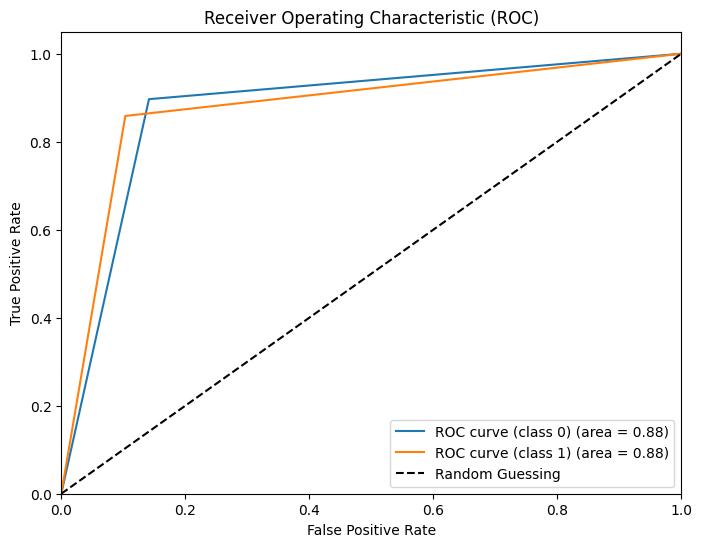 Receiver Operating Characteristic (ROC)
1.0
0.8
0.6
0.4
0.2
0.0
True Positive Rate
ROC curve (class 0) (area = 0.88)
ROC curve (class 1) (area = 0.88)
Random Guessing
0.0 0.2 0.4 0.6 0.8 1.0
False Positive Rate